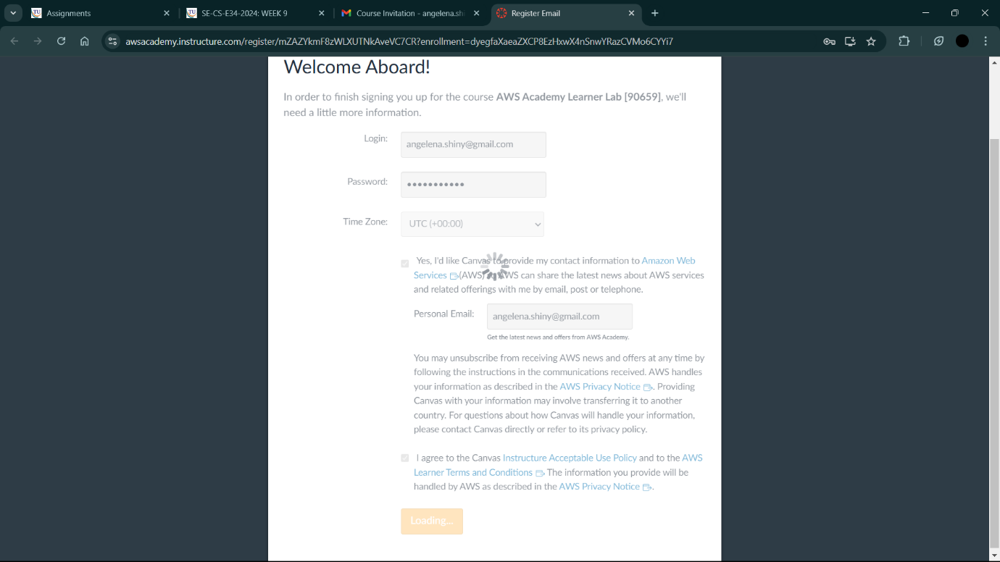 Assignments
SE-CS-E34-2024: WEEK 9
Course Invitation - angelena.shi
Register Email
awsacademy.instructure.com/register/mZAZYkmF8zWLXUTNkAveVC7CR?enrollment=dyegfaXaeaZXCP8EzHxwX4nSnwYRazCVMo6CYYi7
Welcome Aboard!
In order to finish signing you up for the course AWS Academy Learner Lab [90659], we'll
need a little more information.
Login:
angelena.shiny@gmail.com
Password:
•••••••••••
Time Zone:
UTC (+00:00)
Yes, I'd like Canvas to provide my contact information to Amazon Web
Services (AWS) so AWS can share the latest news about AWS services
and related offerings with me by email, post or telephone.
Personal Email:
angelena.shiny@gmail.com
Get the latest news and offers from AWS Academy.
You may unsubscribe from receiving AWS news and offers at any time by
following the instructions in the communications received. AWS handles
your information as described in the AWS Privacy Notice. Providing
Canvas with your information may involve transferring it to another
country. For questions about how Canvas will handle your information,
please contact Canvas directly or refer to its privacy policy.
I agree to the Canvas Instructure Acceptable Use Policy and to the AWS
Learner Terms and Conditions. The information you provide will be
handled by AWS as described in the AWS Privacy Notice.
Loading...